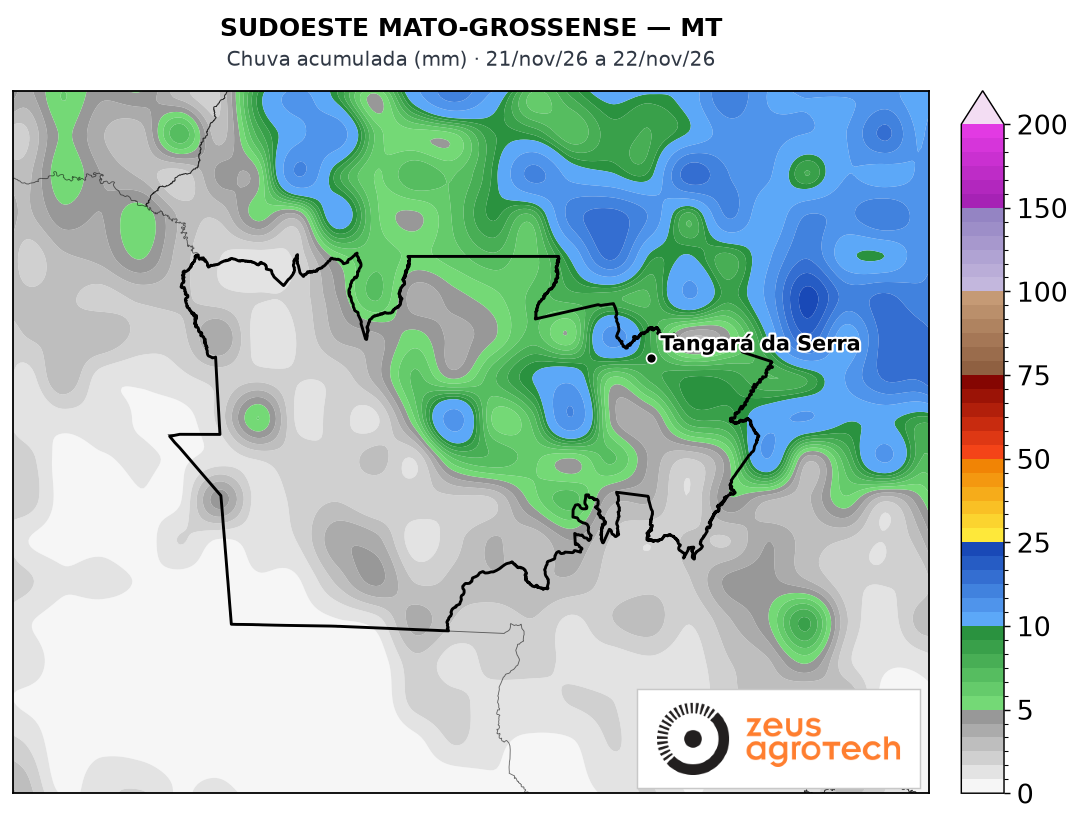 SUDOESTE MATO-GROSSENSE — MT
Chuva acumulada (mm) · 21/nov/26 a 22/nov/26
200
150
100
75
50
25
10
5
0
Tangará da Serra
zeus
agrotech